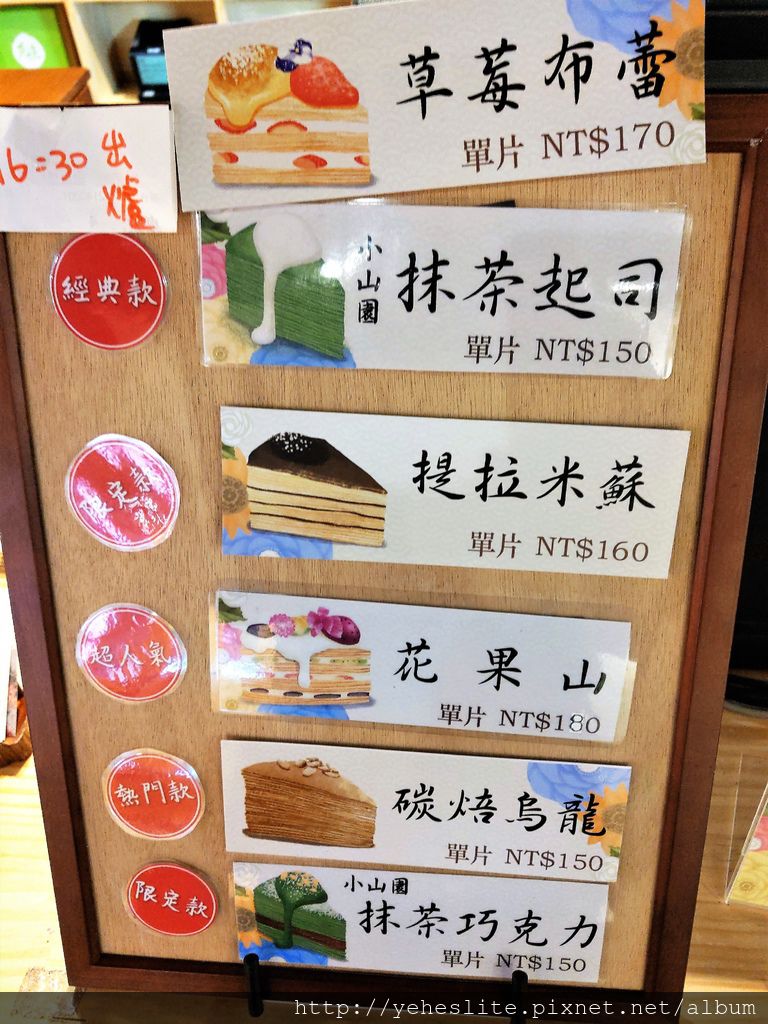 草莓布蕾
單片 NT$170
16=30 出
爐
經典款
小山園
抹茶起司
單片 NT$150
限定款
提拉米蘇
單片 NT$160
超人氣
花果山
單片 NT$180
熱門款
碳焙烏龍
單片 NT$150
限定款
小山園
抹茶巧克力
單片 NT$150
http://yeheslite.pixnet.net/album